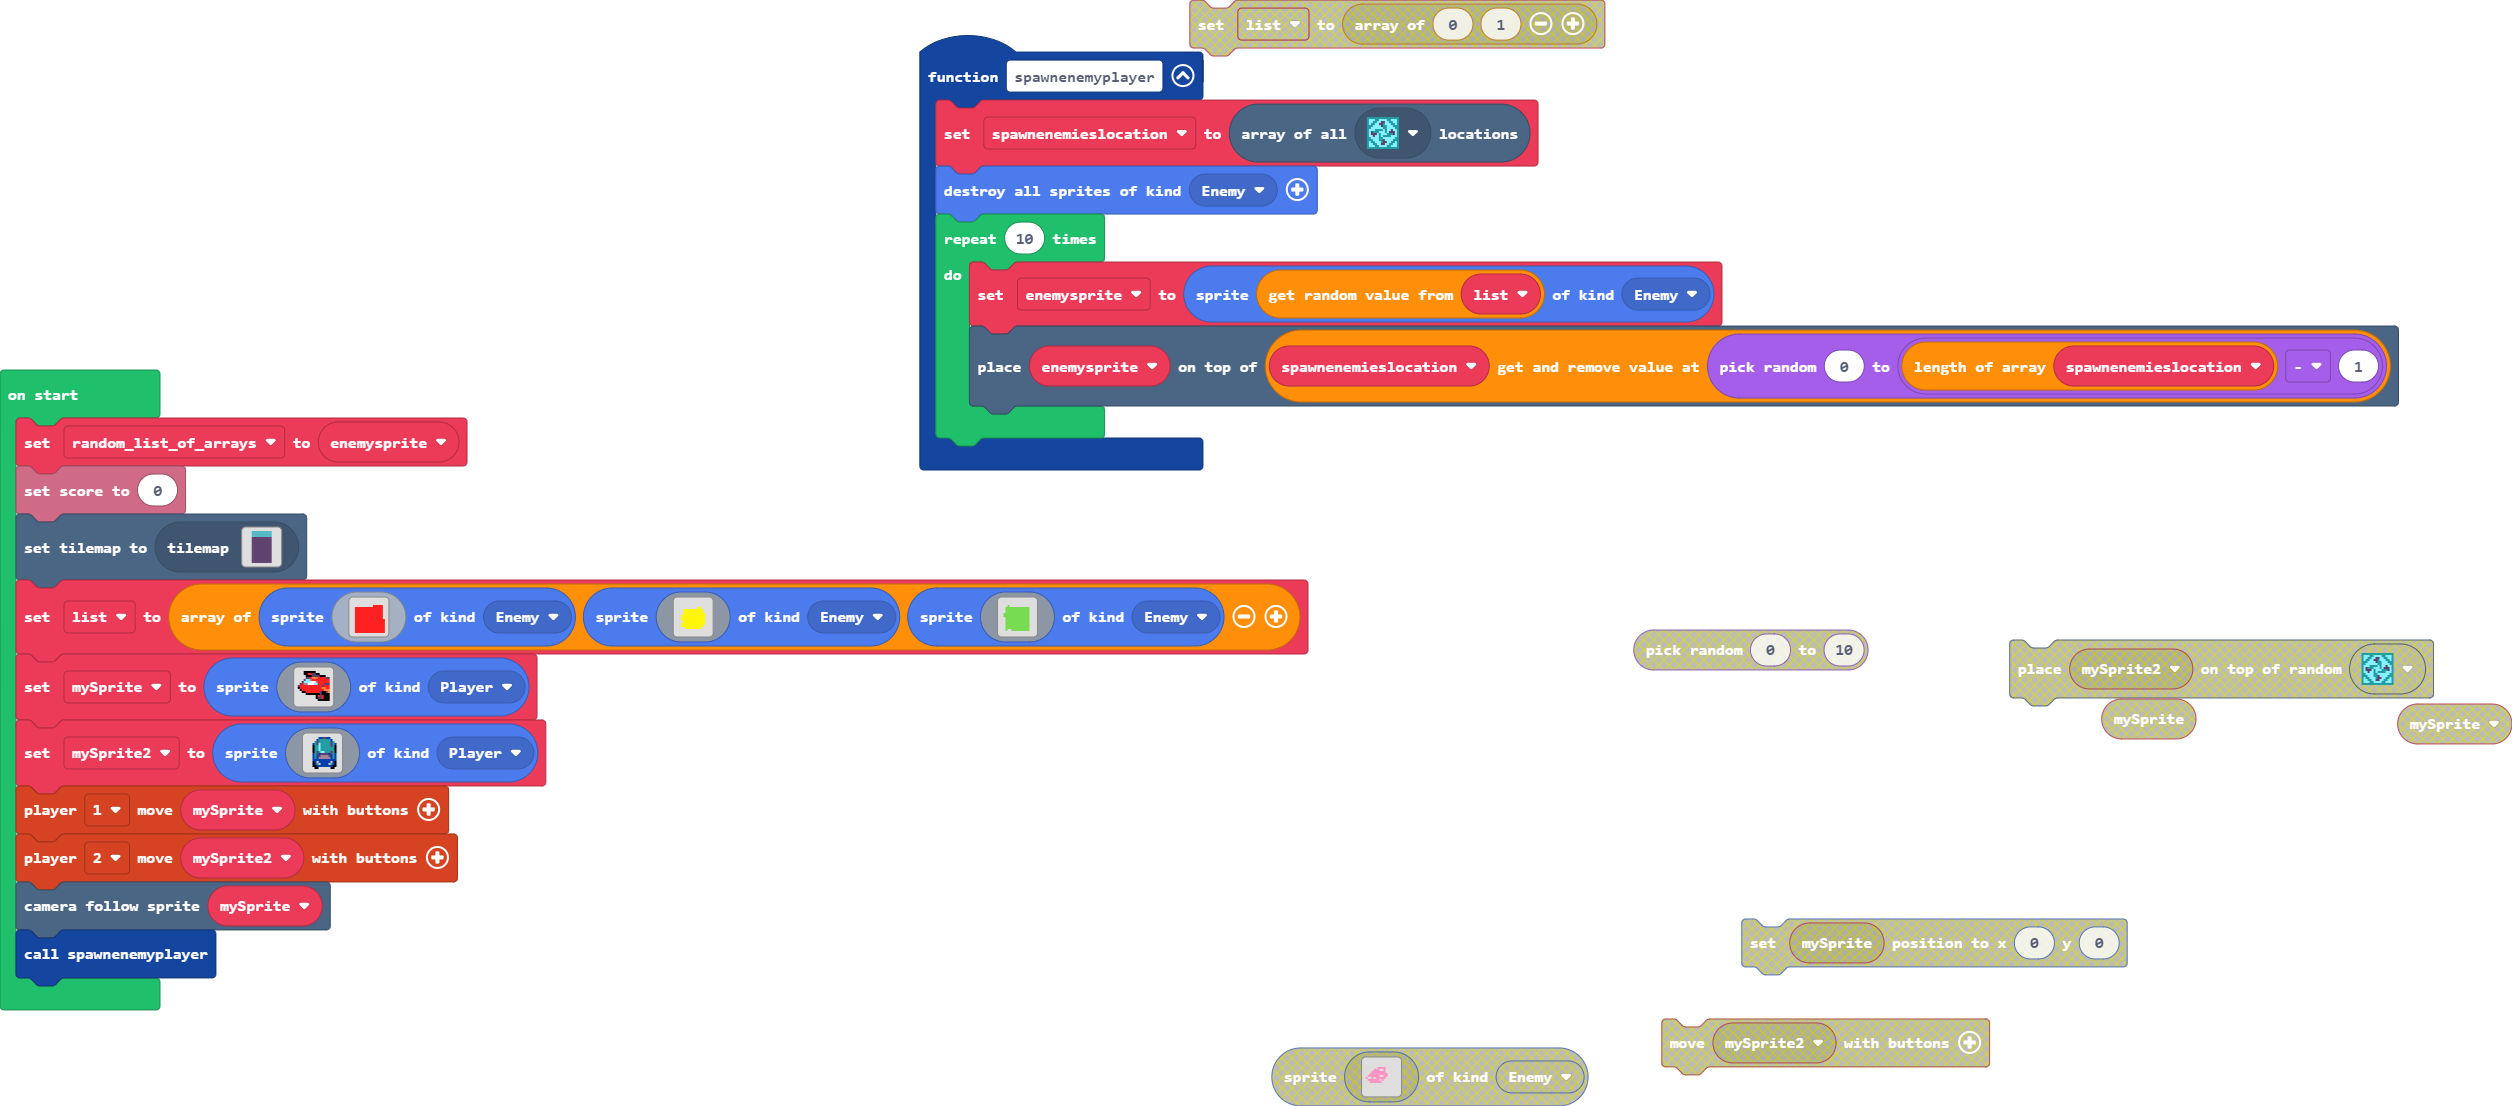 set list to array of 0 1
function spawnenemyplayer
set spawnenemieslocation to array of all locations
destroy all sprites of kind Enemy
repeat 10 times
do
set enemysprite to sprite get random value from list of kind Enemy
place enemysprite on top of spawnenemieslocation get and remove value at pick random 0 to length of array spawnenemieslocation - 1
on start
set random_list_of_arrays to enemysprite
set score to 0
set tilemap to tilemap
set list to array of sprite of kind Enemy sprite of kind Enemy sprite of kind Enemy
set mySprite to sprite of kind Player
set mySprite2 to sprite of kind Player
player 1 move mySprite with buttons
player 2 move mySprite2 with buttons
camera follow sprite mySprite
call spawnenemyplayer
pick random 0 to 10
place mySprite2 on top of random
mySprite
mySprite
set mySprite position to x 0 y 0
move mySprite2 with buttons
sprite of kind Enemy